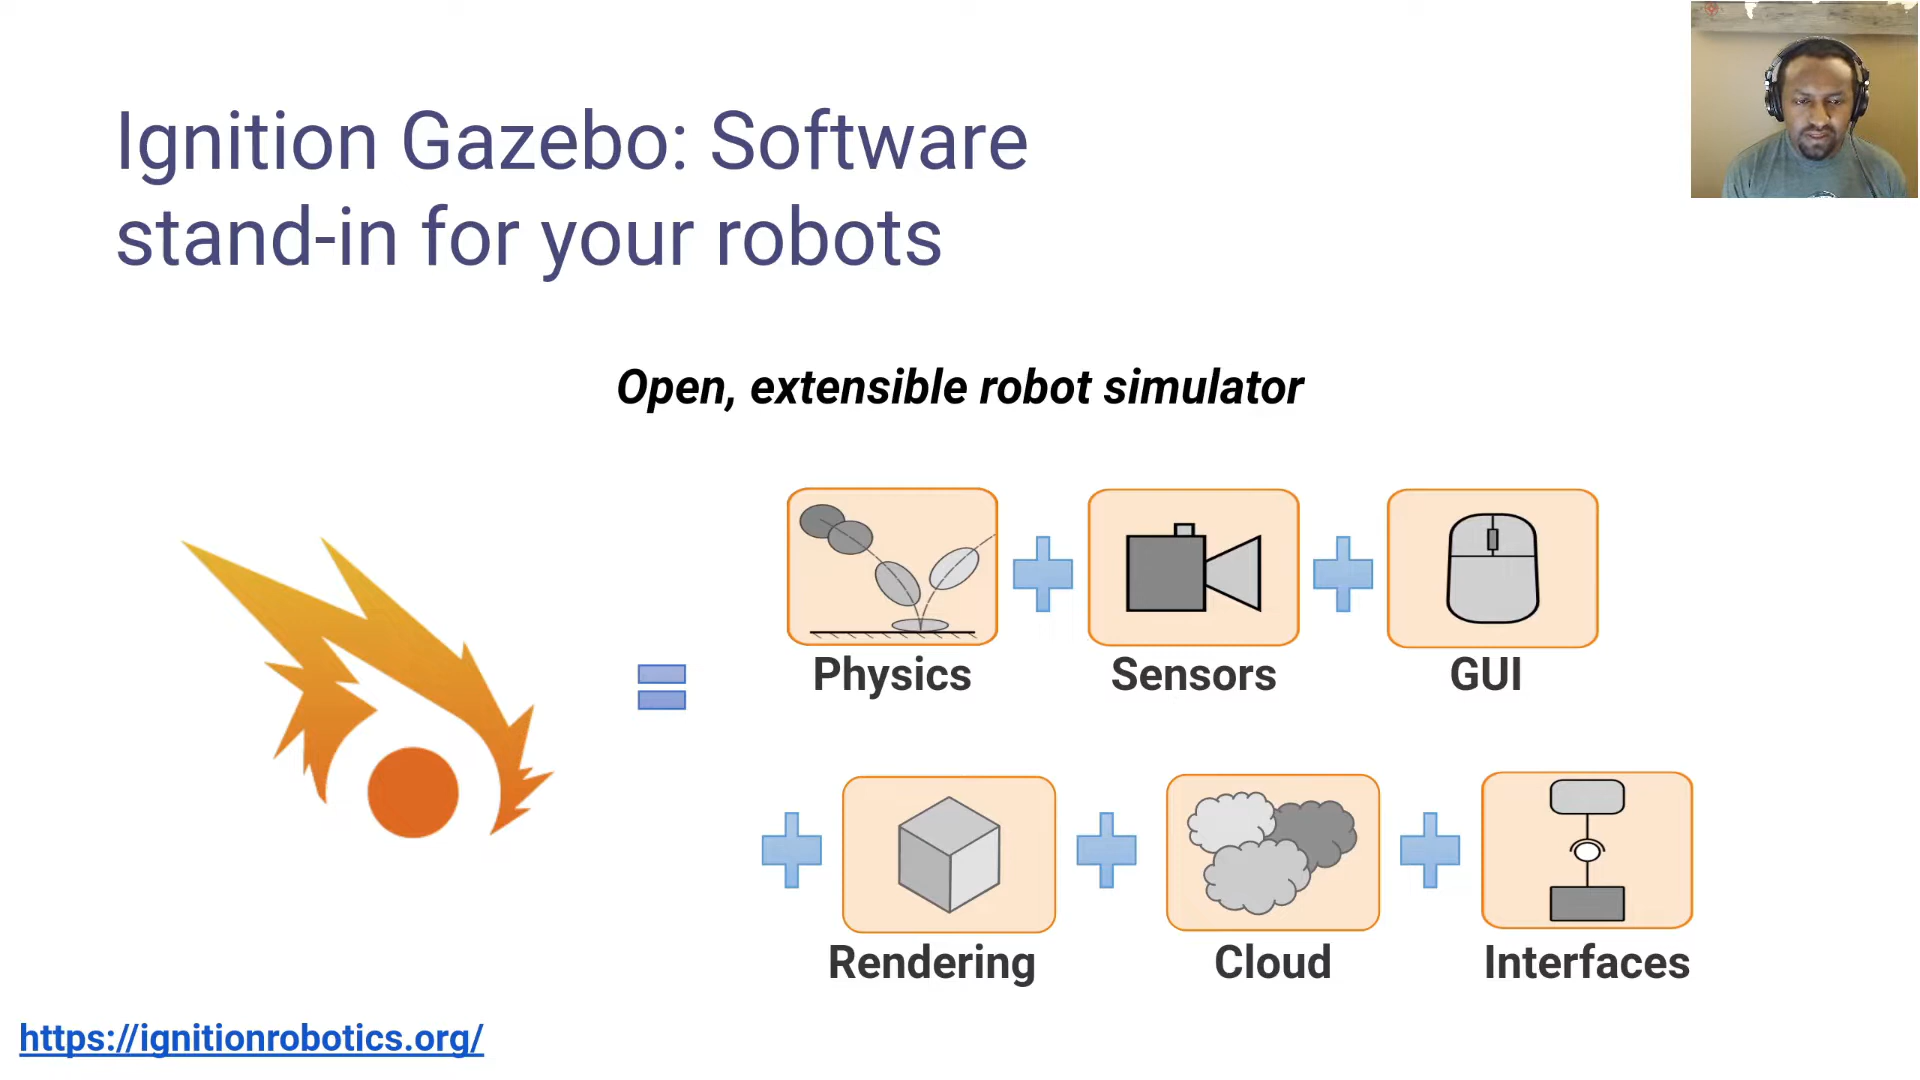 Ignition Gazebo: Software
stand-in for your robots
Open, extensible robot simulator
Physics
Sensors
GUI
Rendering
Cloud
Interfaces
https://ignitionrobotics.org/